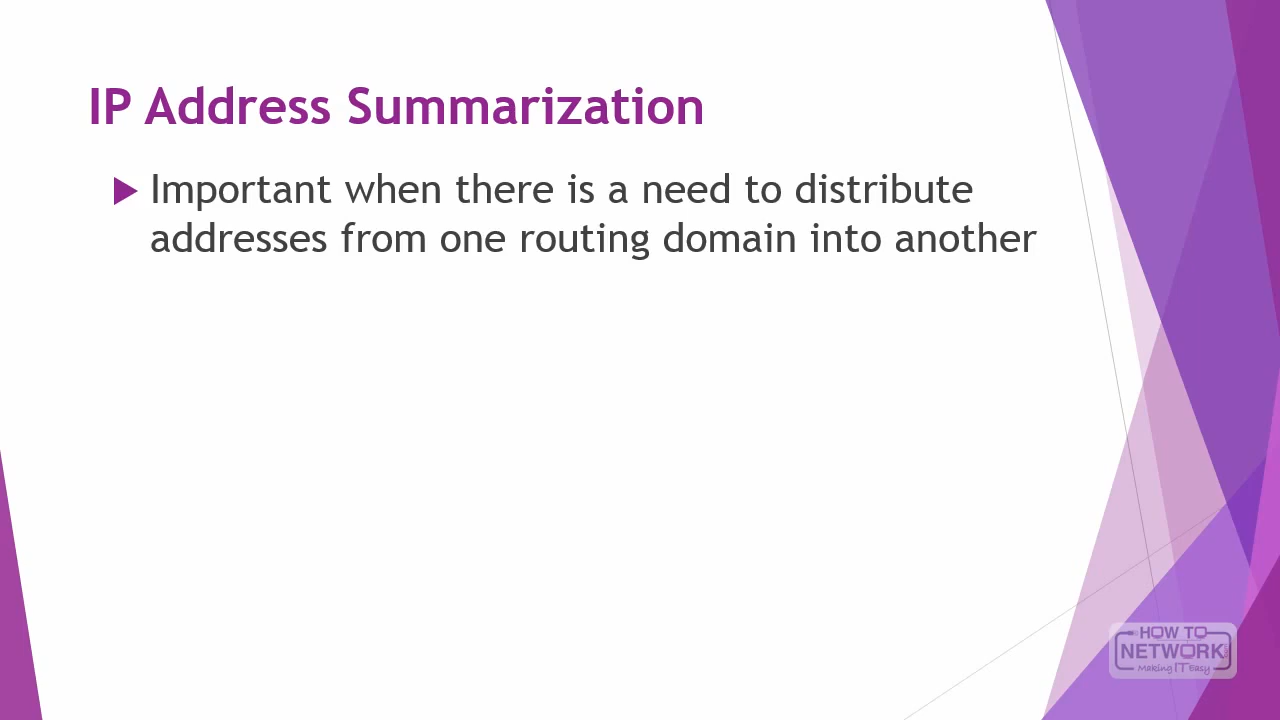 IP Address Summarization
Important when there is a need to distribute
addresses from one routing domain into another
HOW TO
NETWORK
Making IT Easy